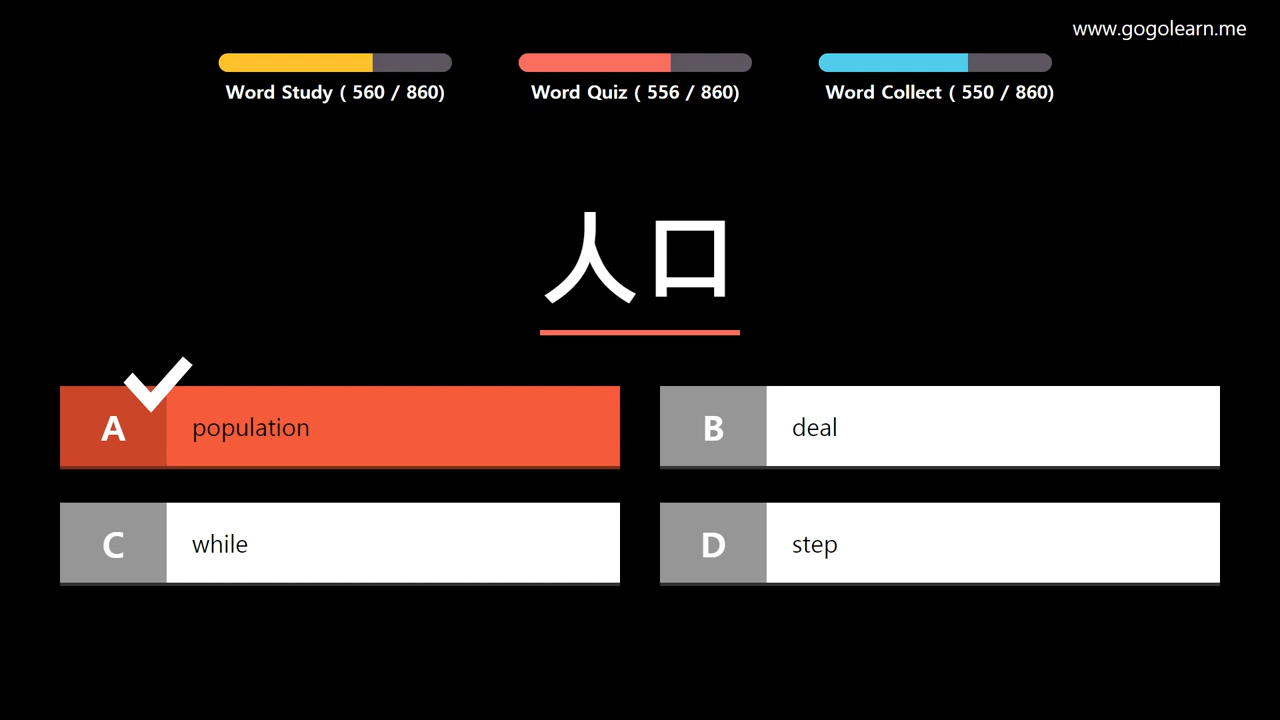 www.gogolearn.me
Word Study ( 560 / 860)
Word Quiz ( 556 / 860)
Word Collect ( 550 / 860)
人口
A population
B deal
C while
D step